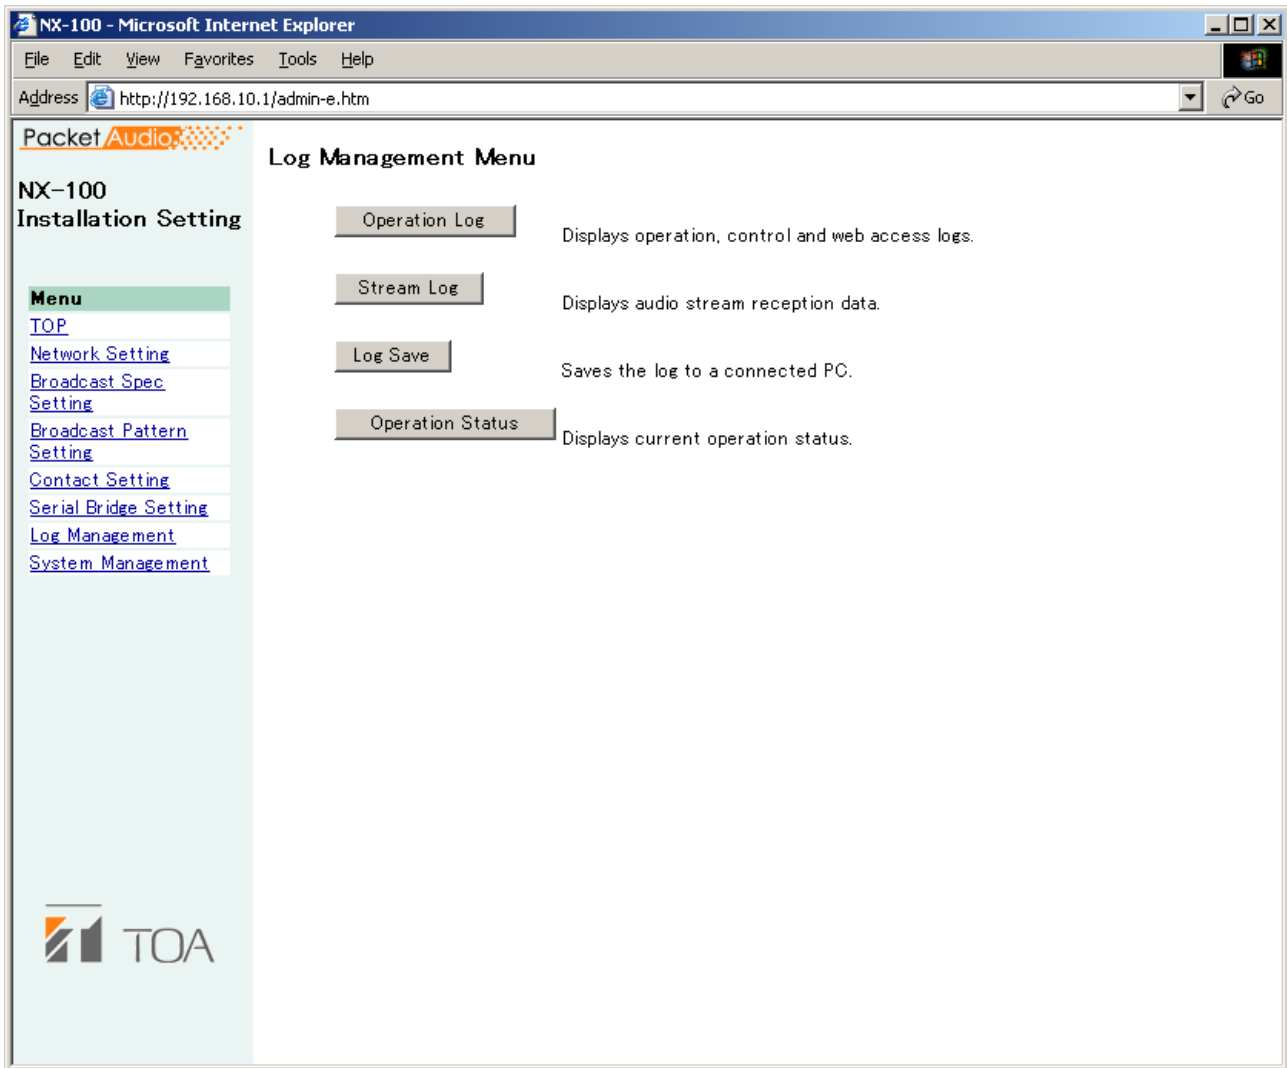 NX-100 - Microsoft Internet Explorer
File Edit View Favorites Tools Help
Address http://192.168.10.1/admin-e.htm Go
Packet Audio
NX-100
Installation Setting
Menu
TOP
Network Setting
Broadcast Spec
Setting
Broadcast Pattern
Setting
Contact Setting
Serial Bridge Setting
Log Management
System Management
TOA
Log Management Menu
Operation Log
Displays operation, control and web access logs.
Stream Log
Displays audio stream reception data.
Log Save
Saves the log to a connected PC.
Operation Status
Displays current operation status.